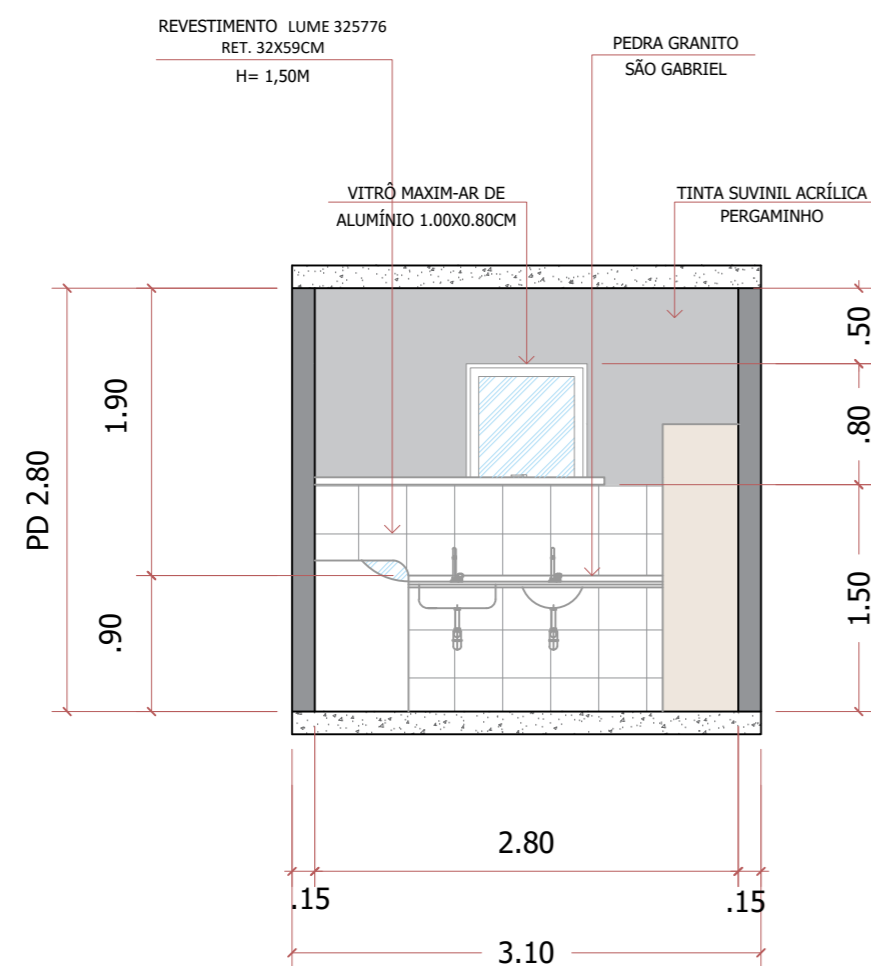 REVESTIMENTO LUME 325776
RET. 32X59CM
H= 1,50M
PEDRA GRANITO
SÃO GABRIEL
VITRÔ MAXIM-AR DE
ALUMÍNIO 1.00X0.80CM
TINTA SUVINIL ACRÍLICA
PERGAMINHO
PD 2.80
1.90
.90
.50
.80
1.50
2.80
.15
.15
3.10